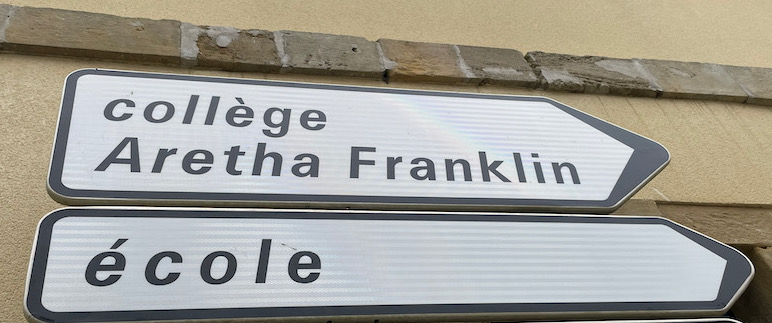 collège
Aretha Franklin
école